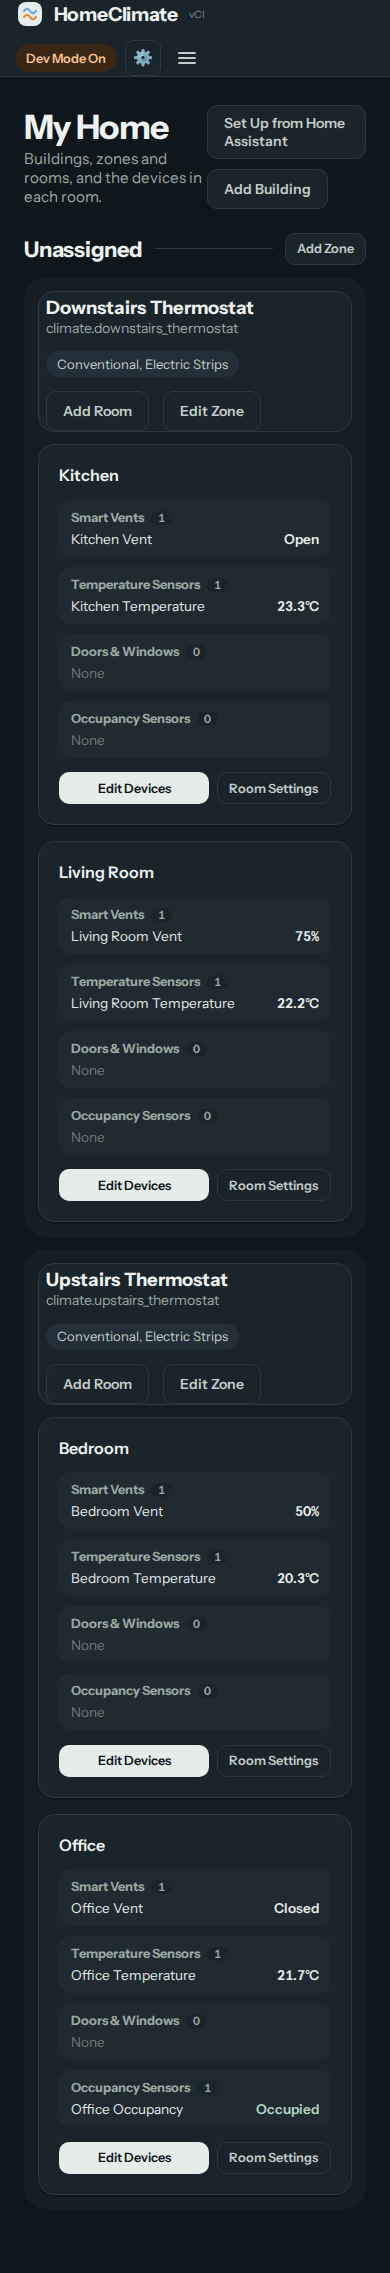 HomeClimate vCI
Dev Mode On
My Home
Buildings, zones and
rooms, and the devices in
each room.
Set Up from Home
Assistant
Add Building
Unassigned
Add Zone
Downstairs Thermostat
climate.downstairs_thermostat
Conventional, Electric Strips
Add Room Edit Zone
Kitchen
Smart Vents 1
Kitchen Vent Open
Temperature Sensors 1
Kitchen Temperature 23.3°C
Doors & Windows 0
None
Occupancy Sensors 0
None
Edit Devices Room Settings
Living Room
Smart Vents 1
Living Room Vent 75%
Temperature Sensors 1
Living Room Temperature 22.2°C
Doors & Windows 0
None
Occupancy Sensors 0
None
Edit Devices Room Settings
Upstairs Thermostat
climate.upstairs_thermostat
Conventional, Electric Strips
Add Room Edit Zone
Bedroom
Smart Vents 1
Bedroom Vent 50%
Temperature Sensors 1
Bedroom Temperature 20.3°C
Doors & Windows 0
None
Occupancy Sensors 0
None
Edit Devices Room Settings
Office
Smart Vents 1
Office Vent Closed
Temperature Sensors 1
Office Temperature 21.7°C
Doors & Windows 0
None
Occupancy Sensors 1
Office Occupancy Occupied
Edit Devices Room Settings